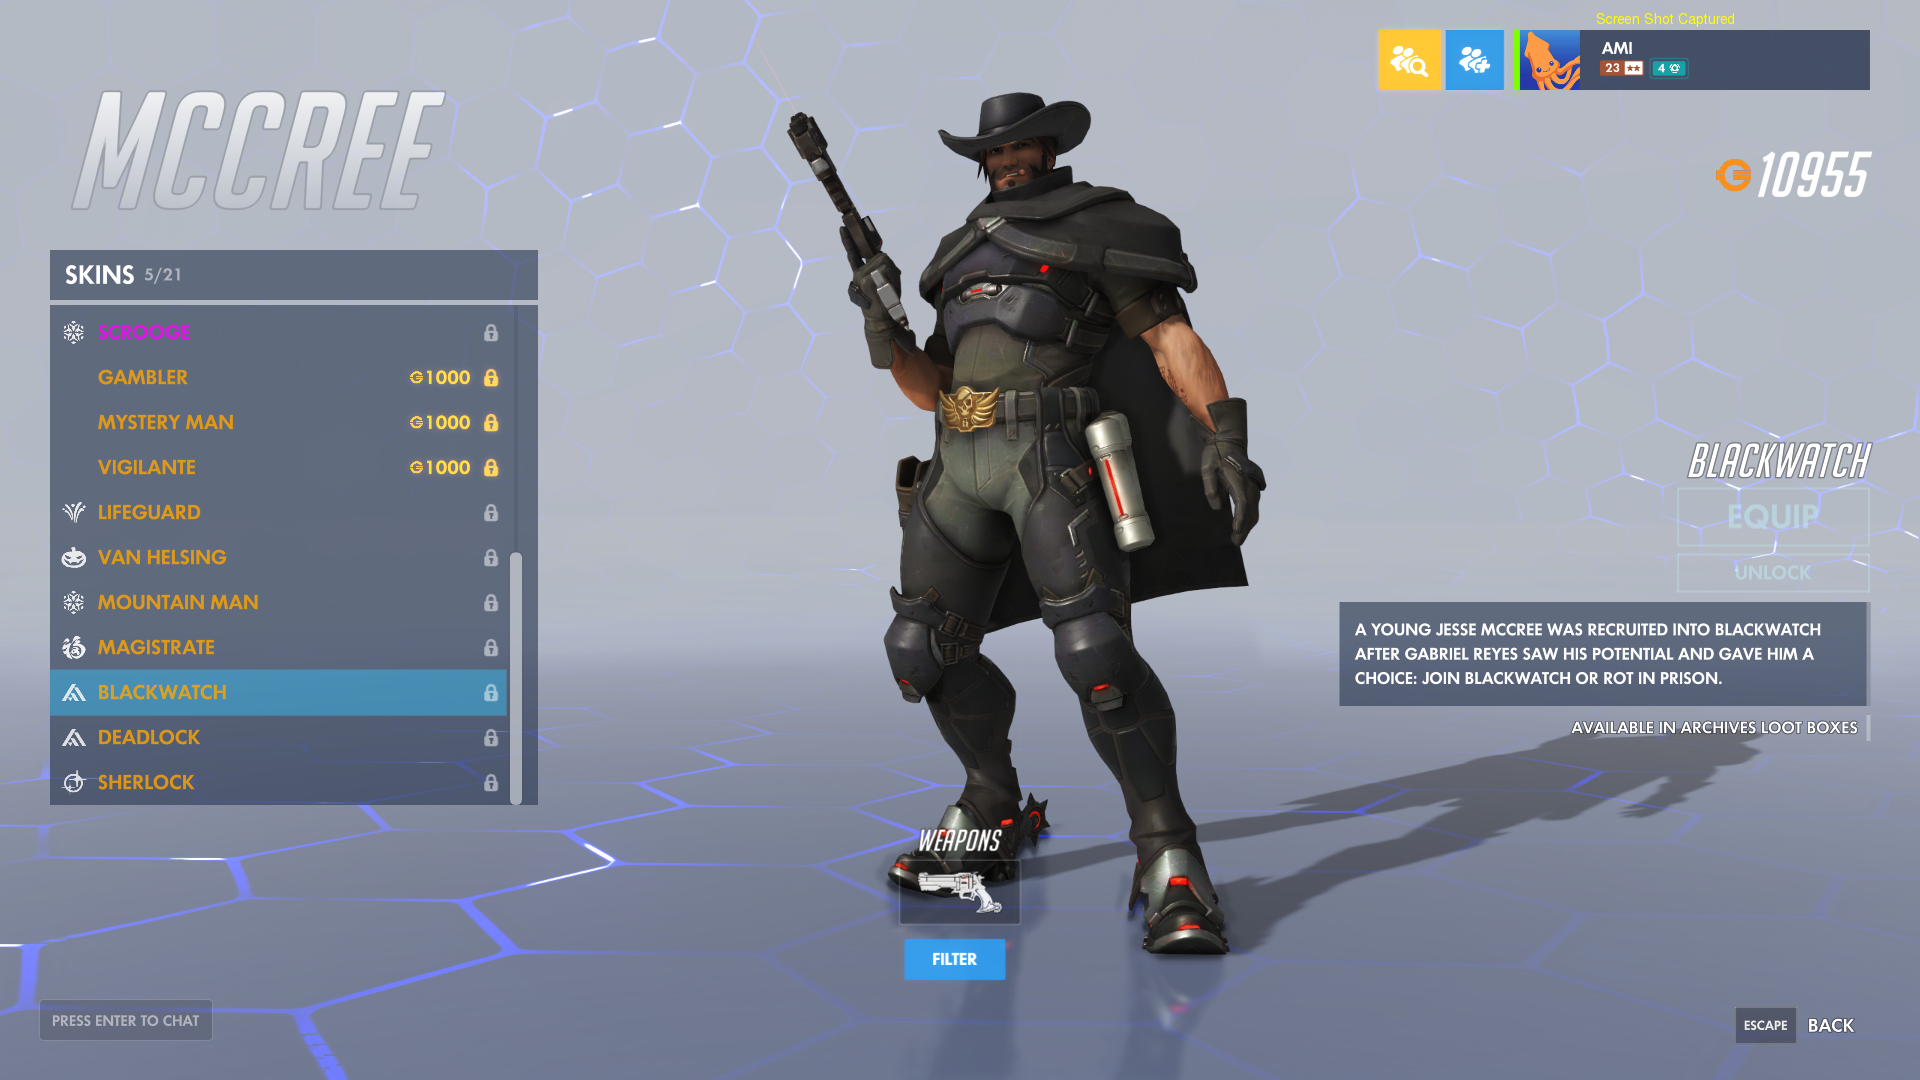 Screen Shot Captured
AMI
23 4
MCCREE
10955
SKINS 5/21
SCROOGE
GAMBLER 1000
MYSTERY MAN 1000
VIGILANTE 1000
LIFEGUARD
VAN HELSING
MOUNTAIN MAN
MAGISTRATE
BLACKWATCH
DEADLOCK
SHERLOCK
BLACKWATCH
EQUIP
UNLOCK
A YOUNG JESSE MCCREE WAS RECRUITED INTO BLACKWATCH
AFTER GABRIEL REYES SAW HIS POTENTIAL AND GAVE HIM A
CHOICE: JOIN BLACKWATCH OR ROT IN PRISON.
AVAILABLE IN ARCHIVES LOOT BOXES
WEAPONS
FILTER
PRESS ENTER TO CHAT
ESCAPE BACK